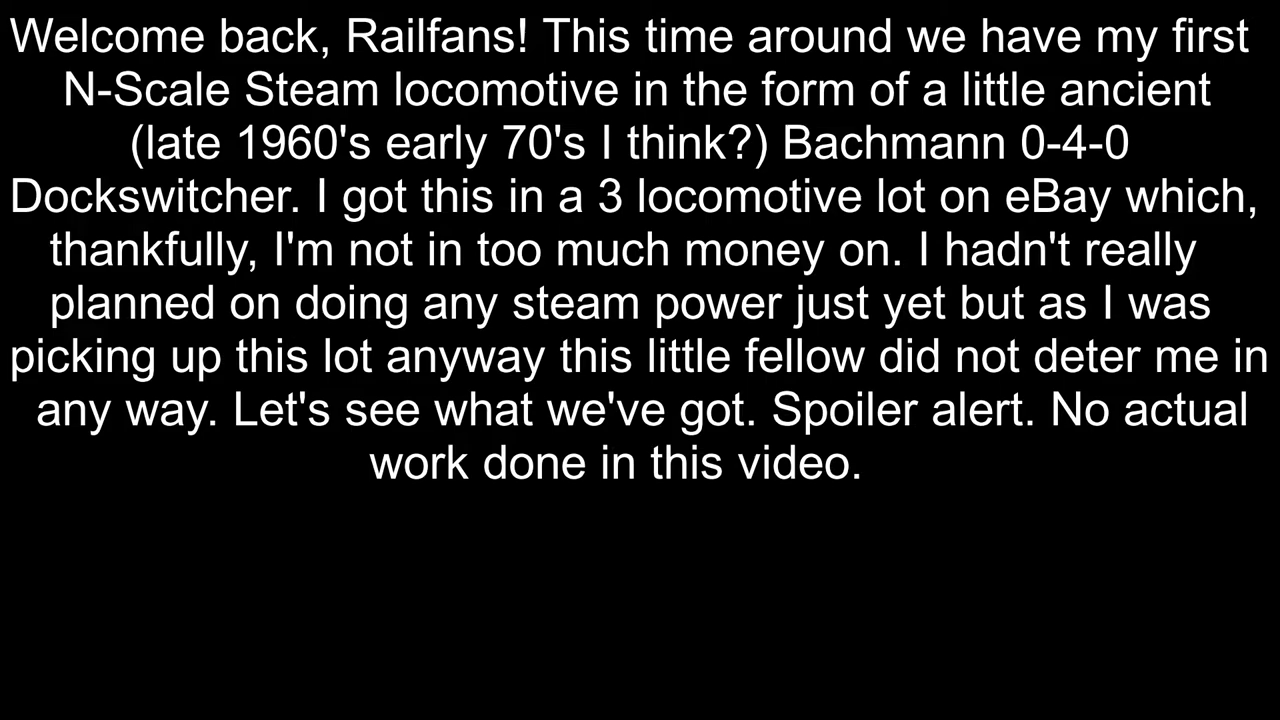 Welcome back, Railfans! This time around we have my first
N-Scale Steam locomotive in the form of a little ancient
(late 1960's early 70's I think?) Bachmann 0-4-0
Dockswitcher. I got this in a 3 locomotive lot on eBay which,
thankfully, I'm not in too much money on. I hadn't really
planned on doing any steam power just yet but as I was
picking up this lot anyway this little fellow did not deter me in
any way. Let's see what we've got. Spoiler alert. No actual
work done in this video.